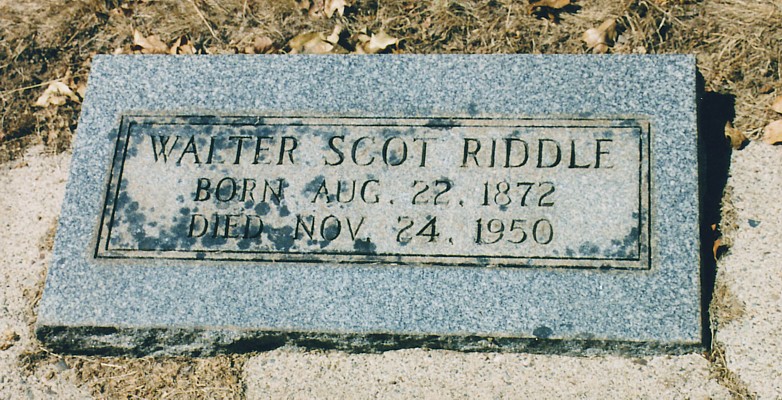 WALTER SCOT RIDDLE
BORN AUG. 22, 1872
DIED NOV. 24, 1950